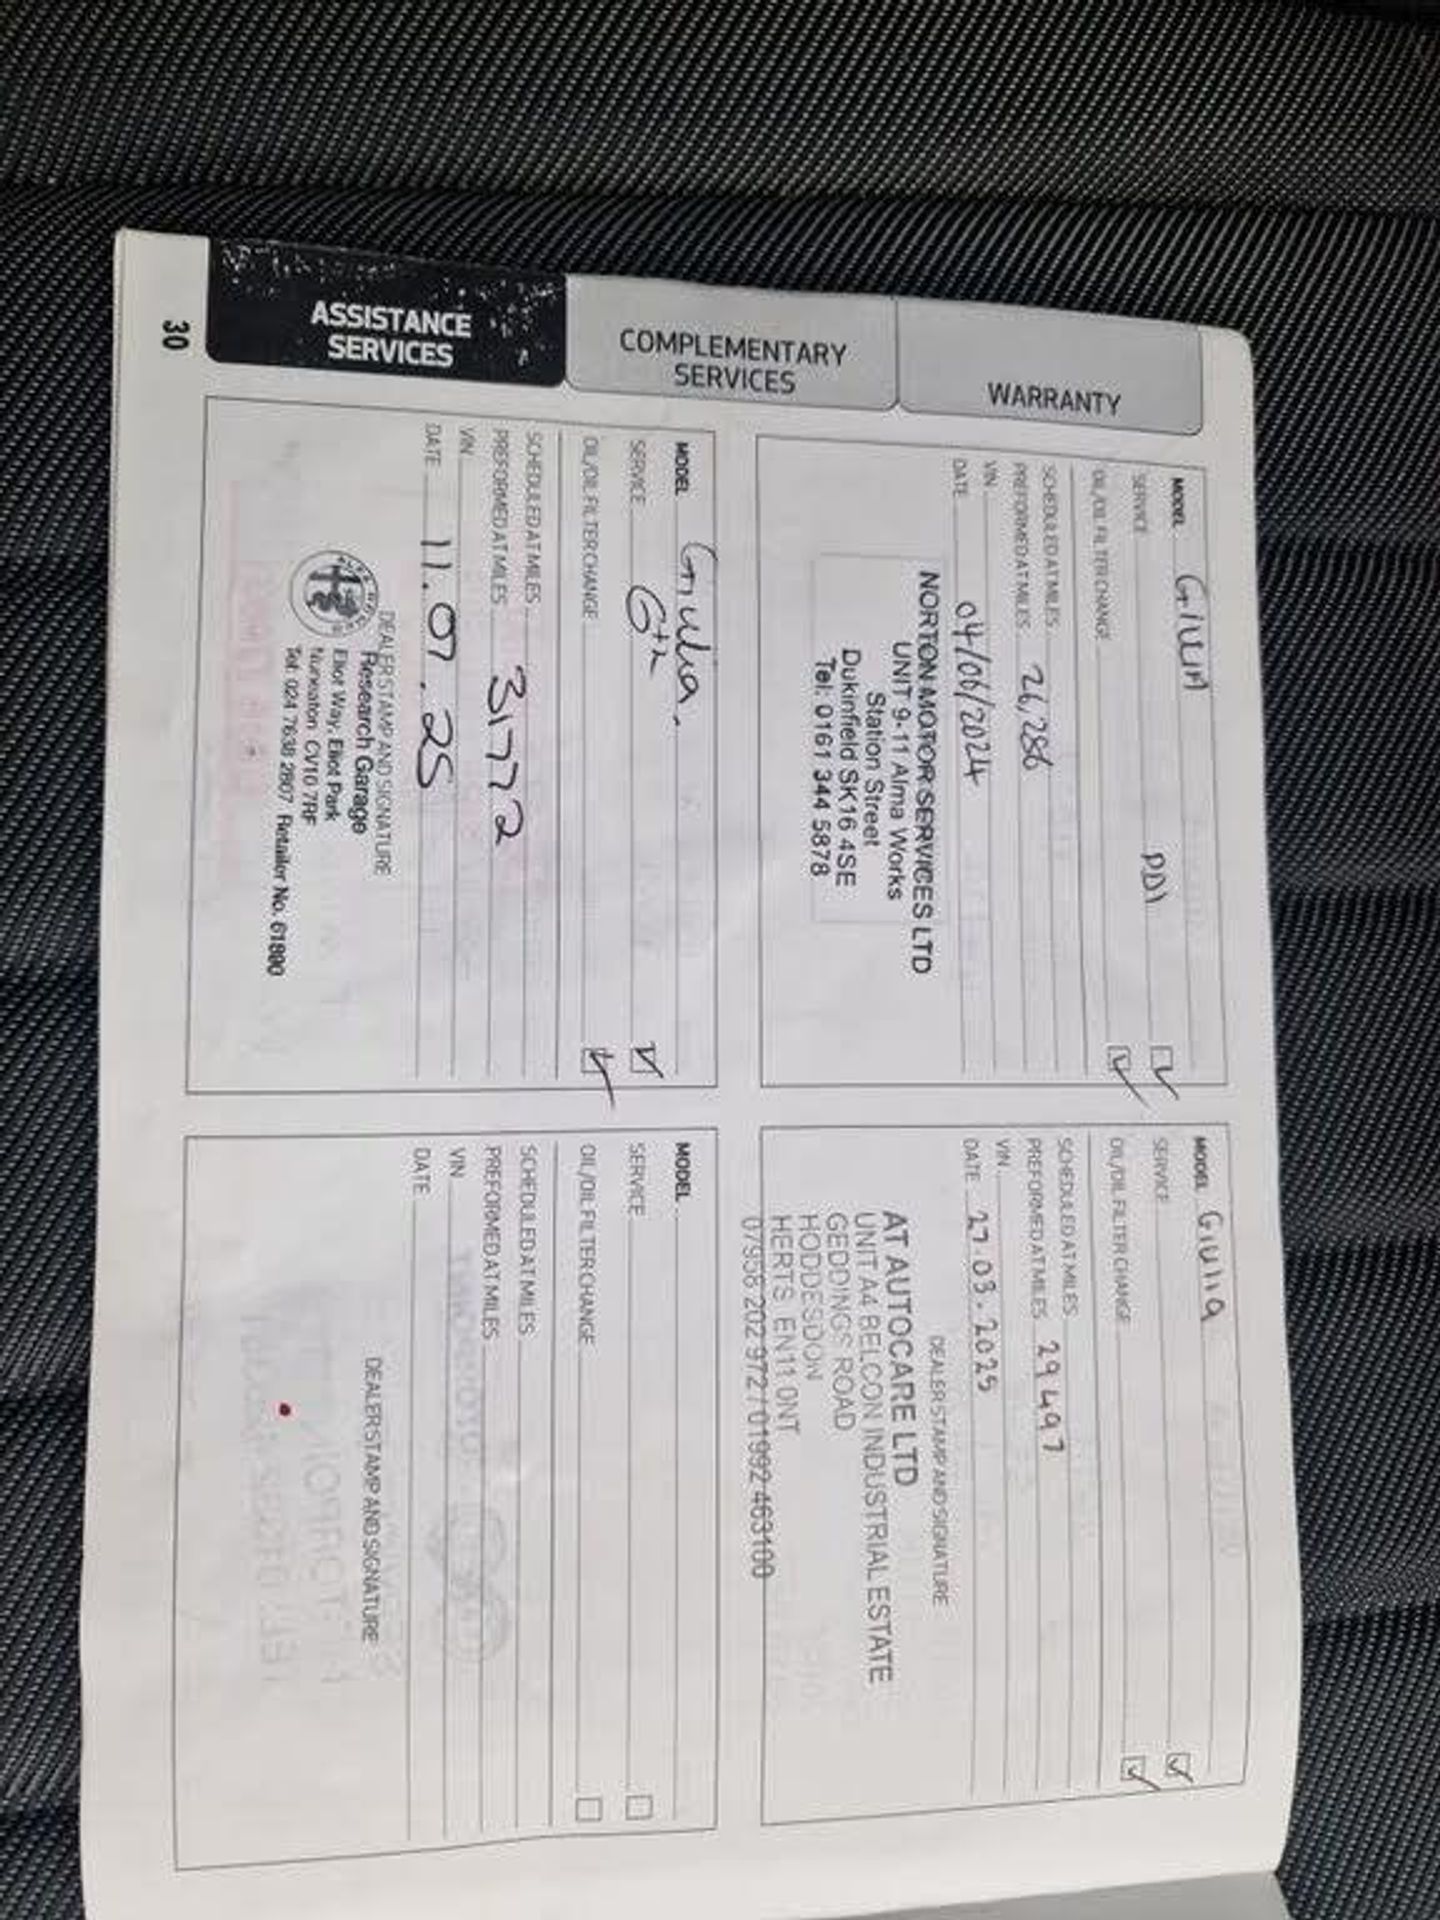 WARRANTY
COMPLEMENTARY
SERVICES
ASSISTANCE
SERVICES
30
MODEL GIULIA
SERVICE PDI
OIL/OIL FILTER CHANGE
SCHEDULED AT MILES
PREFORMED AT MILES 26,286
VIN
DATE 04/06/2024
NORTON MOTOR SERVICES LTD
UNIT 9-11 Alma Works
Station Street
Dukinfield SK16 4SE
Tel: 0161 344 5878
MODEL Giulia
SERVICE
OIL/OIL FILTER CHANGE
SCHEDULED AT MILES
PREFORMED AT MILES 29497
VIN
DATE 27.03.2025
DEALER STAMP AND SIGNATURE
AT AUTOCARE LTD
UNIT A4 BELCON INDUSTRIAL ESTATE
GEDDINGS ROAD
HODDESDON
HERTS EN11 0NT
07958 202 972 / 01992 463100
MODEL Giulia.
SERVICE 6th
OIL/OIL FILTER CHANGE
SCHEDULED AT MILES
PREFORMED AT MILES 31772
VIN
DATE 11.07.25
DEALER STAMP AND SIGNATURE
Research Garage
Eliot Way, Eliot Park
Nuneaton CV10 7RF
Tel: 024 7638 2807 Retailer No. 61890
MODEL
SERVICE
OIL/OIL FILTER CHANGE
SCHEDULED AT MILES
PREFORMED AT MILES
VIN
DATE
DEALER STAMP AND SIGNATURE